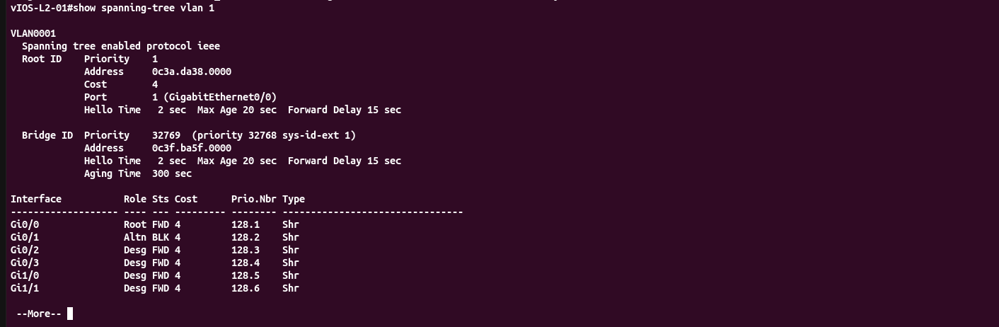 vIOS-L2-01#show spanning-tree vlan 1
VLAN0001
  Spanning tree enabled protocol ieee
  Root ID    Priority    1
             Address     0c3a.da38.0000
             Cost        4
             Port        1 (GigabitEthernet0/0)
             Hello Time   2 sec  Max Age 20 sec  Forward Delay 15 sec
  Bridge ID  Priority    32769  (priority 32768 sys-id-ext 1)
             Address     0c3f.ba5f.0000
             Hello Time   2 sec  Max Age 20 sec  Forward Delay 15 sec
             Aging Time  300 sec
Interface           Role Sts Cost      Prio.Nbr Type
------------------- ---- --- --------- -------- --------------------------------
Gi0/0               Root FWD 4         128.1    Shr
Gi0/1               Altn BLK 4         128.2    Shr
Gi0/2               Desg FWD 4         128.3    Shr
Gi0/3               Desg FWD 4         128.4    Shr
Gi1/0               Desg FWD 4         128.5    Shr
Gi1/1               Desg FWD 4         128.6    Shr
 --More--